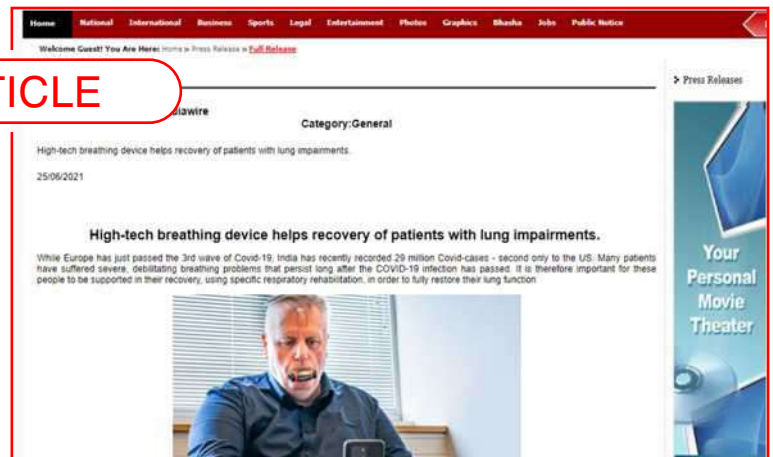 Home National International Business Sports Legal Entertainment Photos Graphics Bhasha Jobs Public Notice
Welcome Guest! You Are Here: Home » Press Release » Full Release
TICLE
iawire
Category:General
Press Releases
High-tech breathing device helps recovery of patients with lung impairments.
25/06/2021
High-tech breathing device helps recovery of patients with lung impairments.
While Europe has just passed the 3rd wave of Covid-19, India has recently recorded 29 million Covid-cases - second only to the US. Many patients
have suffered severe, debilitating breathing problems that persist long after the COVID-19 infection has passed. It is therefore important for these
people to be supported in their recovery, using specific respiratory rehabilitation, in order to fully restore their lung function
Your
Personal
Movie
Theater